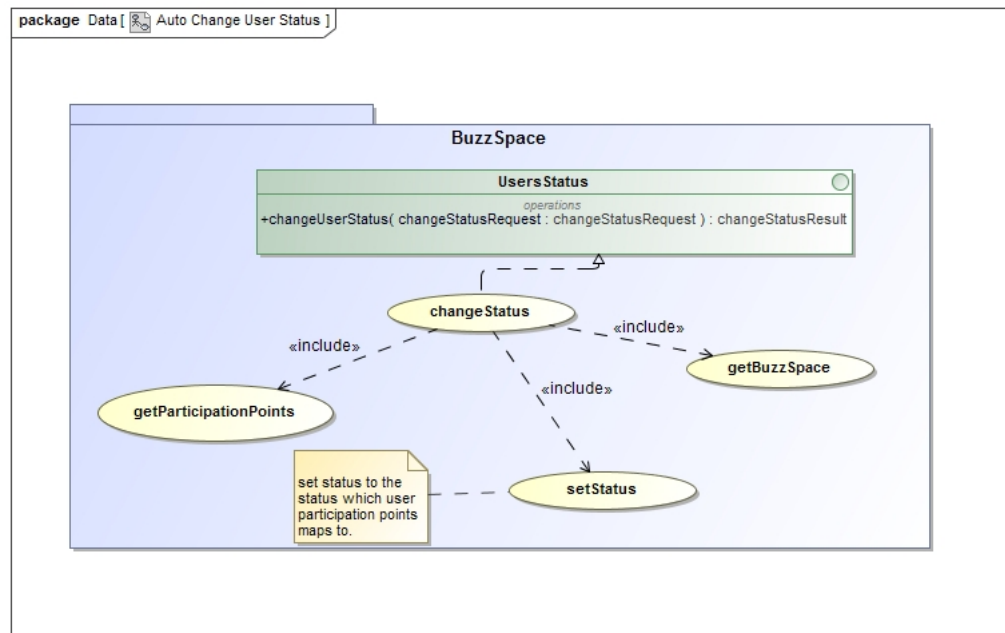 package Data [ Auto Change User Status ]
BuzzSpace
UsersStatus
operations
+changeUserStatus( changeStatusRequest : changeStatusRequest ) : changeStatusResult
changeStatus
«include»
«include»
getBuzzSpace
«include»
getParticipationPoints
set status to the
status which user
participation points
maps to.
setStatus